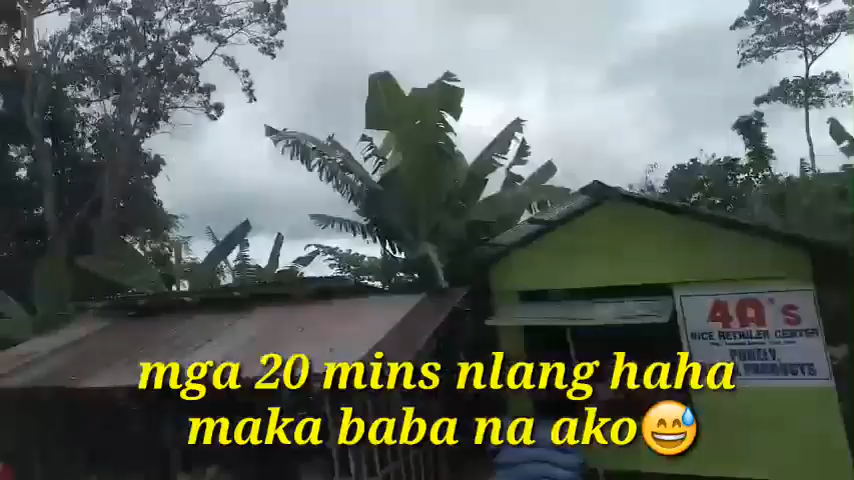 4A's
RICE RETAILER CENTER
mga 20 mins nlang haha
maka baba na ako😅